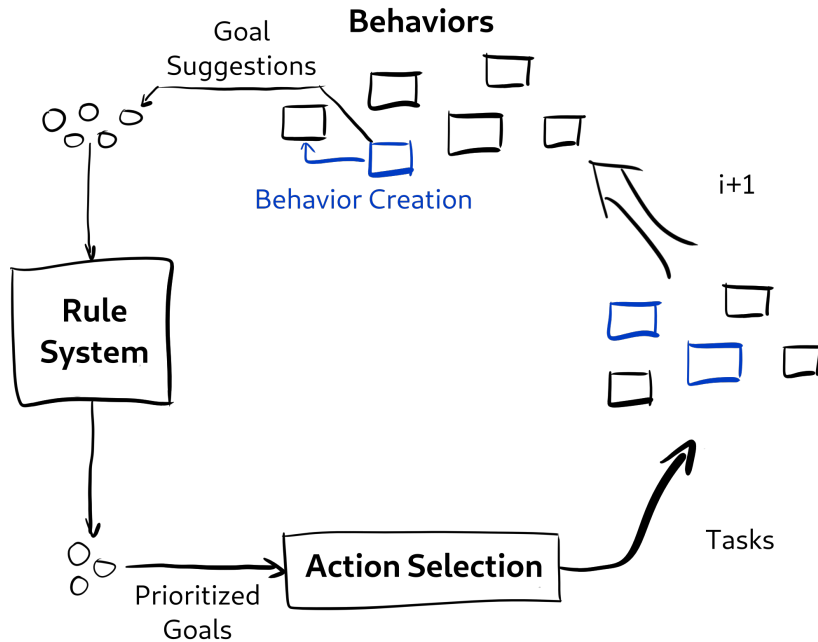 Behaviors
Goal
Suggestions
Behavior Creation
i+1
Rule
System
Tasks
Action Selection
Prioritized
Goals